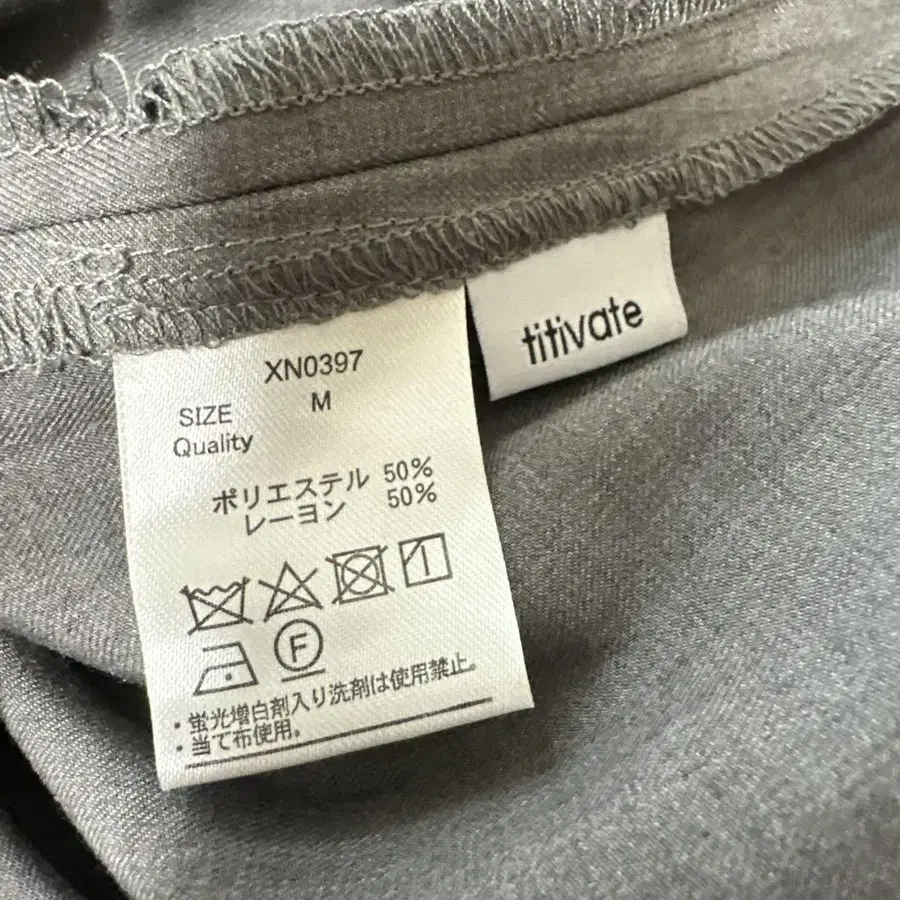 titivate
XN0397
SIZE M
Quality
ポリエステル 50%
レーヨン 50%
F
・蛍光増白剤入り洗剤は使用禁止。
・当て布使用。